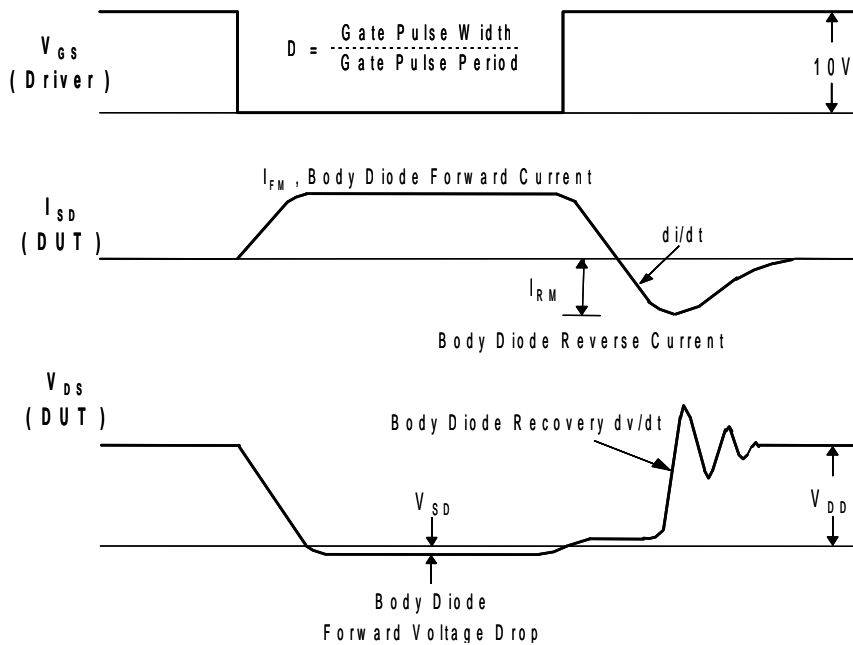 V GS
( Driver )
D = Gate Pulse Width
Gate Pulse Period
10V
I FM , Body Diode Forward Current
I SD
( DUT )
di/dt
I RM
Body Diode Reverse Current
V DS
( DUT )
Body Diode Recovery dv/dt
V SD
V DD
Body Diode
Forward Voltage Drop